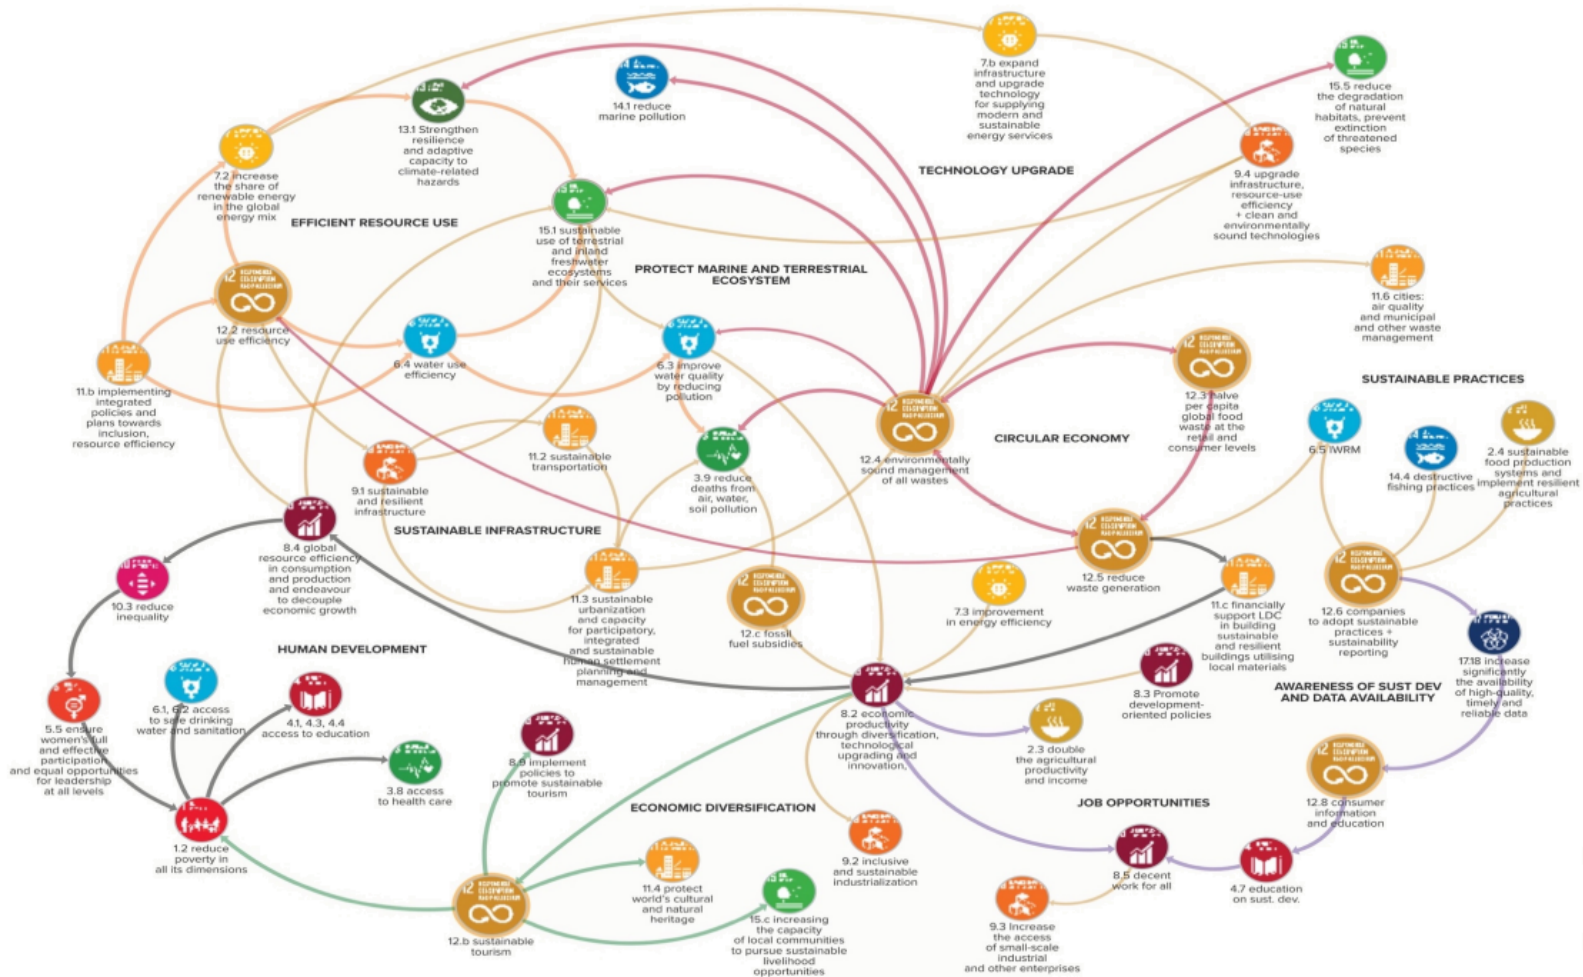 7.b expand
infrastructure
and upgrade
technology
for supplying
modern and
sustainable
energy services
15.5 reduce
the degradation
of natural
habitats, prevent
extinction
of threatened
species
14.1 reduce
marine pollution
13.1 Strengthen
resilience
and adaptive
capacity to
climate-related
hazards
TECHNOLOGY UPGRADE
7.2 increase
the share of
renewable energy
in the global
energy mix
9.4 upgrade
infrastructure,
resource-use
efficiency
+ clean and
environmentally
sound technologies
EFFICIENT RESOURCE USE
15.1 sustainable
use of terrestrial
and inland
freshwater
ecosystems
and their services
PROTECT MARINE AND TERRESTRIAL
ECOSYSTEM
11.6 cities:
air quality
and municipal
and other waste
management
12.2 resource
use efficiency
6.4 water use
efficiency
6.3 improve
water quality
by reducing
pollution
SUSTAINABLE PRACTICES
11.b implementing
integrated
policies and
plans towards
inclusion,
resource efficiency
12.3 halve
per capita
global food
waste at the
retail and
consumer levels
CIRCULAR ECONOMY
11.2 sustainable
transportation
12.4 environmentally
sound management
of all wastes
6.5 IWRM
14.4 destructive
fishing practices
2.4 sustainable
food production
systems and
implement resilient
agricultural
practices
9.1 sustainable
and resilient
infrastructure
3.9 reduce
deaths from
air, water,
soil pollution
SUSTAINABLE INFRASTRUCTURE
8.4 global
resource efficiency
in consumption
and production
and endeavour
to decouple
economic growth
12.5 reduce
waste generation
10.3 reduce
inequality
11.3 sustainable
urbanization
and capacity
for participatory,
integrated
and sustainable
human settlement
planning and
management
12.c fossil
fuel subsidies
7.3 improvement
in energy efficiency
11.c financially
support LDC
in building
sustainable
and resilient
buildings utilising
local materials
12.6 companies
to adopt sustainable
practices +
sustainability
reporting
HUMAN DEVELOPMENT
17.18 increase
significantly
the availability
of high-quality,
timely and
reliable data
AWARENESS OF SUST DEV
AND DATA AVAILABILITY
5.5 ensure
women's full
and effective
participation
and equal opportunities
for leadership
at all levels
6.1, 6.2 access
to safe drinking
water and sanitation
4.1, 4.3, 4.4
access to education
8.3 Promote
development-
oriented policies
8.2 economic
productivity
through diversification,
technological
upgrading and
innovation,
2.3 double
the agricultural
productivity
and income
8.9 implement
policies to
promote sustainable
tourism
3.8 access
to health care
ECONOMIC DIVERSIFICATION
JOB OPPORTUNITIES
12.8 consumer
information
and education
1.2 reduce
poverty in
all its dimensions
9.2 inclusive
and sustainable
industrialization
8.5 decent
work for all
4.7 education
on sust. dev.
11.4 protect
world's cultural
and natural
heritage
12.b sustainable
tourism
15.c increasing
the capacity
of local communities
to pursue sustainable
livelihood
opportunities
9.3 Increase
the access
of small-scale
industrial
and other enterprises